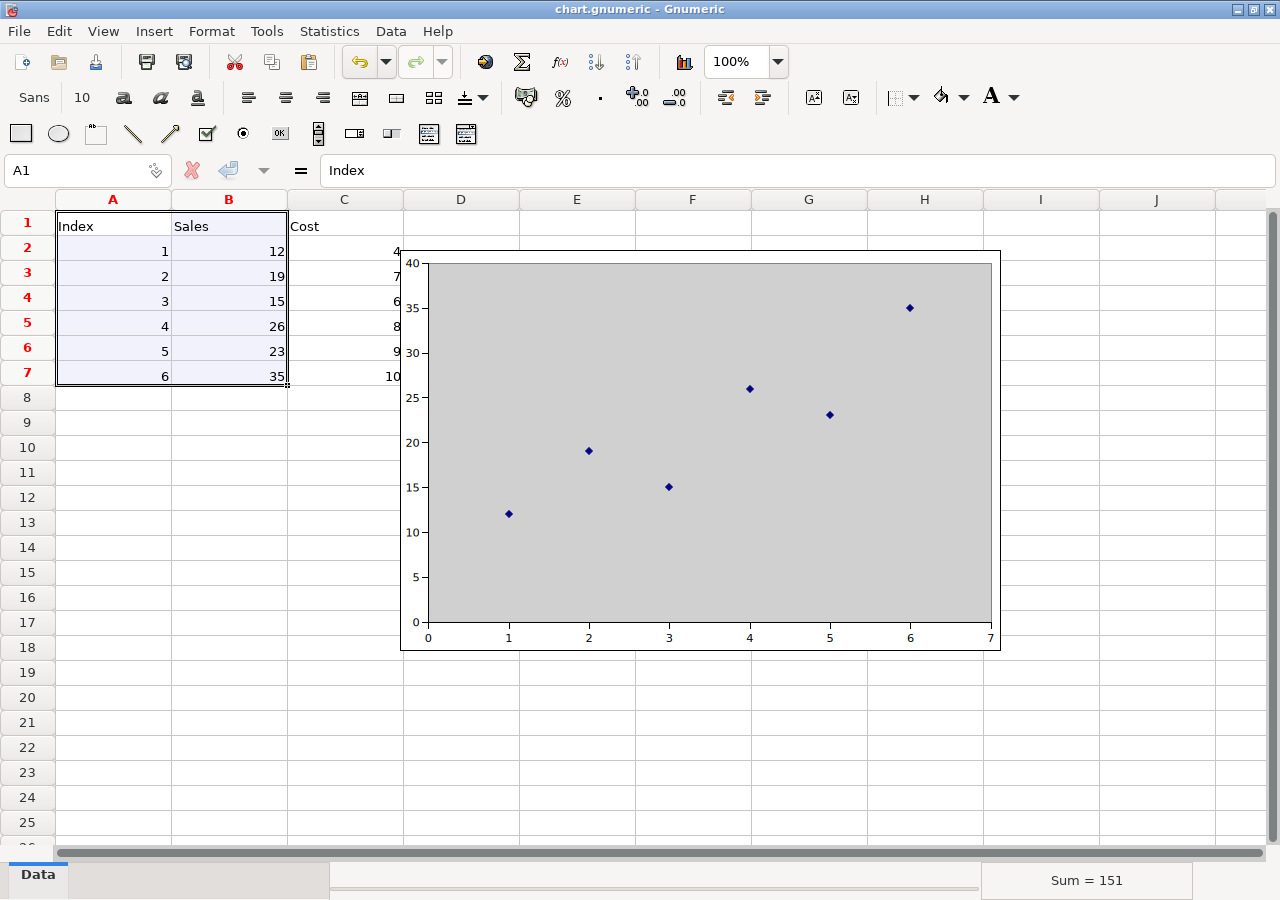 chart.gnumeric - Gnumeric
File Edit View Insert Format Tools Statistics Data Help
f(x) 100%
Sans 10 a a a % .00 .00 A
OK
A1 = Index
A B C D E F G H I J
1 Index Sales Cost
2 1 12 4
3 2 19 7
4 3 15 6
5 4 26 8
6 5 23 9
7 6 35 10
8
9
10
11
12
13
14
15
16
17
18
19
20
21
22
23
24
25
40
35
30
25
20
15
10
5
0
0 1 2 3 4 5 6 7
Data Sum = 151